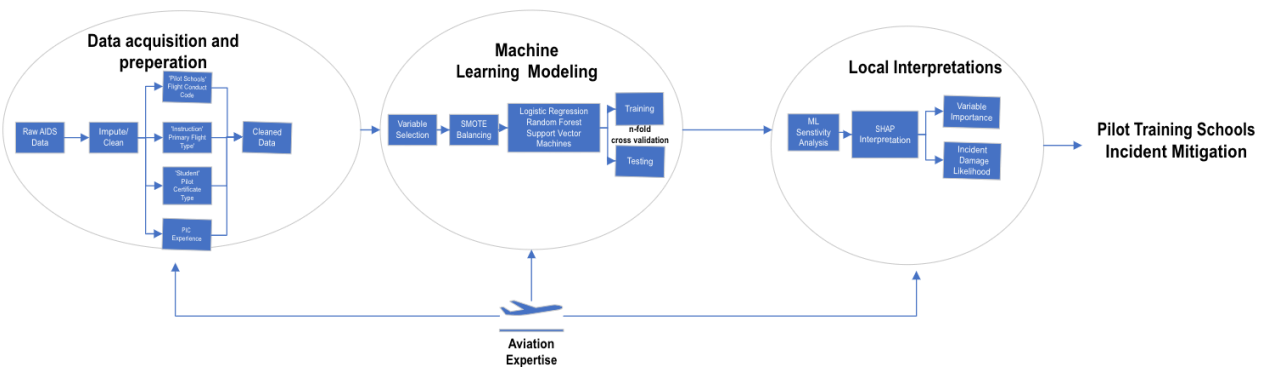 Data acquisition and
preperation
Raw AIDS
Data
Impute/
Clean
'Pilot Schools'
Flight Conduct
Code
'Instruction'
Primary Flight
Type'
'Student'
Pilot
Certificate
Type
PIC
Experience
Cleaned
Data
Machine
Learning Modeling
Variable
Selection
SMOTE
Balancing
Logistic Regression
Random Forest
Support Vector
Machines
Training
n-fold
cross validation
Testing
Local Interpretations
ML
Senstivity
Analysis
SHAP
Interpretation
Variable
Importance
Incident
Damage
Likelihood
Pilot Training Schools
Incident Mitigation
Aviation
Expertise